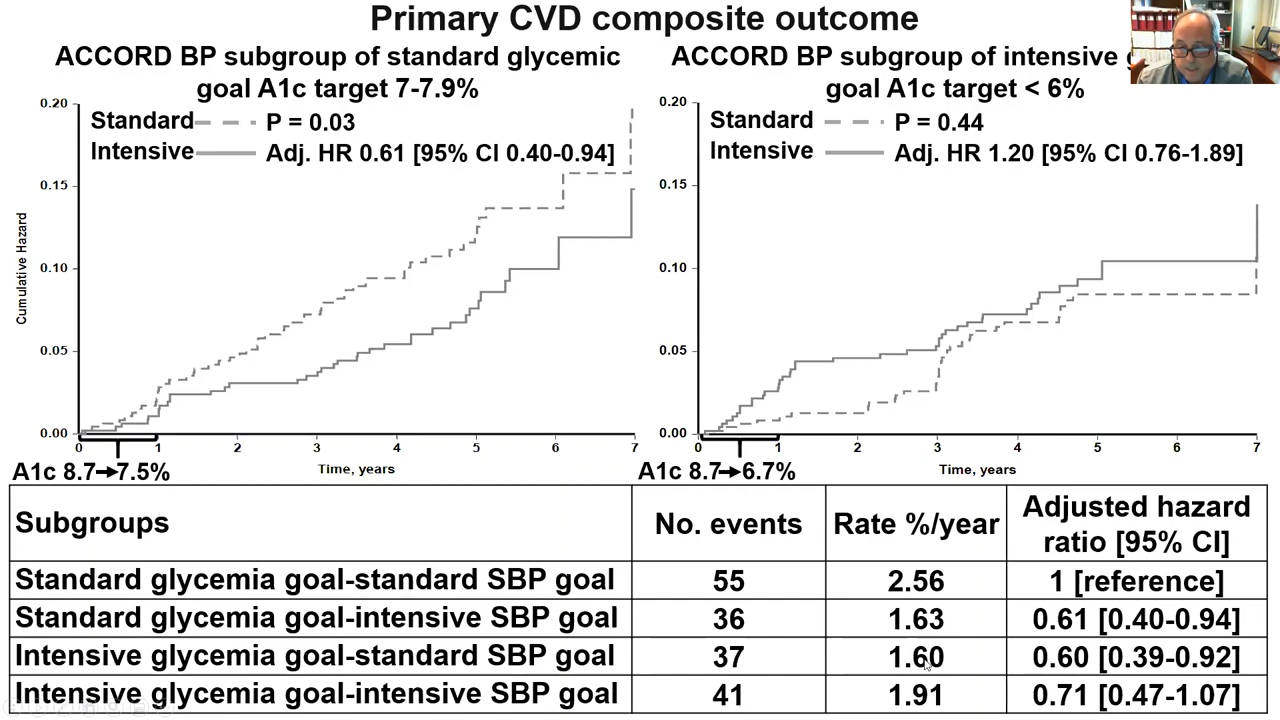 Primary CVD composite outcome
ACCORD BP subgroup of standard glycemic
goal A1c target 7-7.9%
0.20
Standard P = 0.03
Intensive Adj. HR 0.61 [95% CI 0.40-0.94]
0.15
Cumulative Hazard
0.10
0.05
0.00
0 1 2 3 4 5 6 7
Time, years
A1c 8.7→7.5%
ACCORD BP subgroup of intensive
goal A1c target < 6%
0.20
Standard P = 0.44
Intensive Adj. HR 1.20 [95% CI 0.76-1.89]
0.15
0.10
0.05
0.00
0 1 2 3 4 5 6 7
Time, years
A1c 8.7→6.7%
Subgroups No. events Rate %/year Adjusted hazard
ratio [95% CI]
Standard glycemia goal-standard SBP goal 55 2.56 1 [reference]
Standard glycemia goal-intensive SBP goal 36 1.63 0.61 [0.40-0.94]
Intensive glycemia goal-standard SBP goal 37 1.60 0.60 [0.39-0.92]
Intensive glycemia goal-intensive SBP goal 41 1.91 0.71 [0.47-1.07]